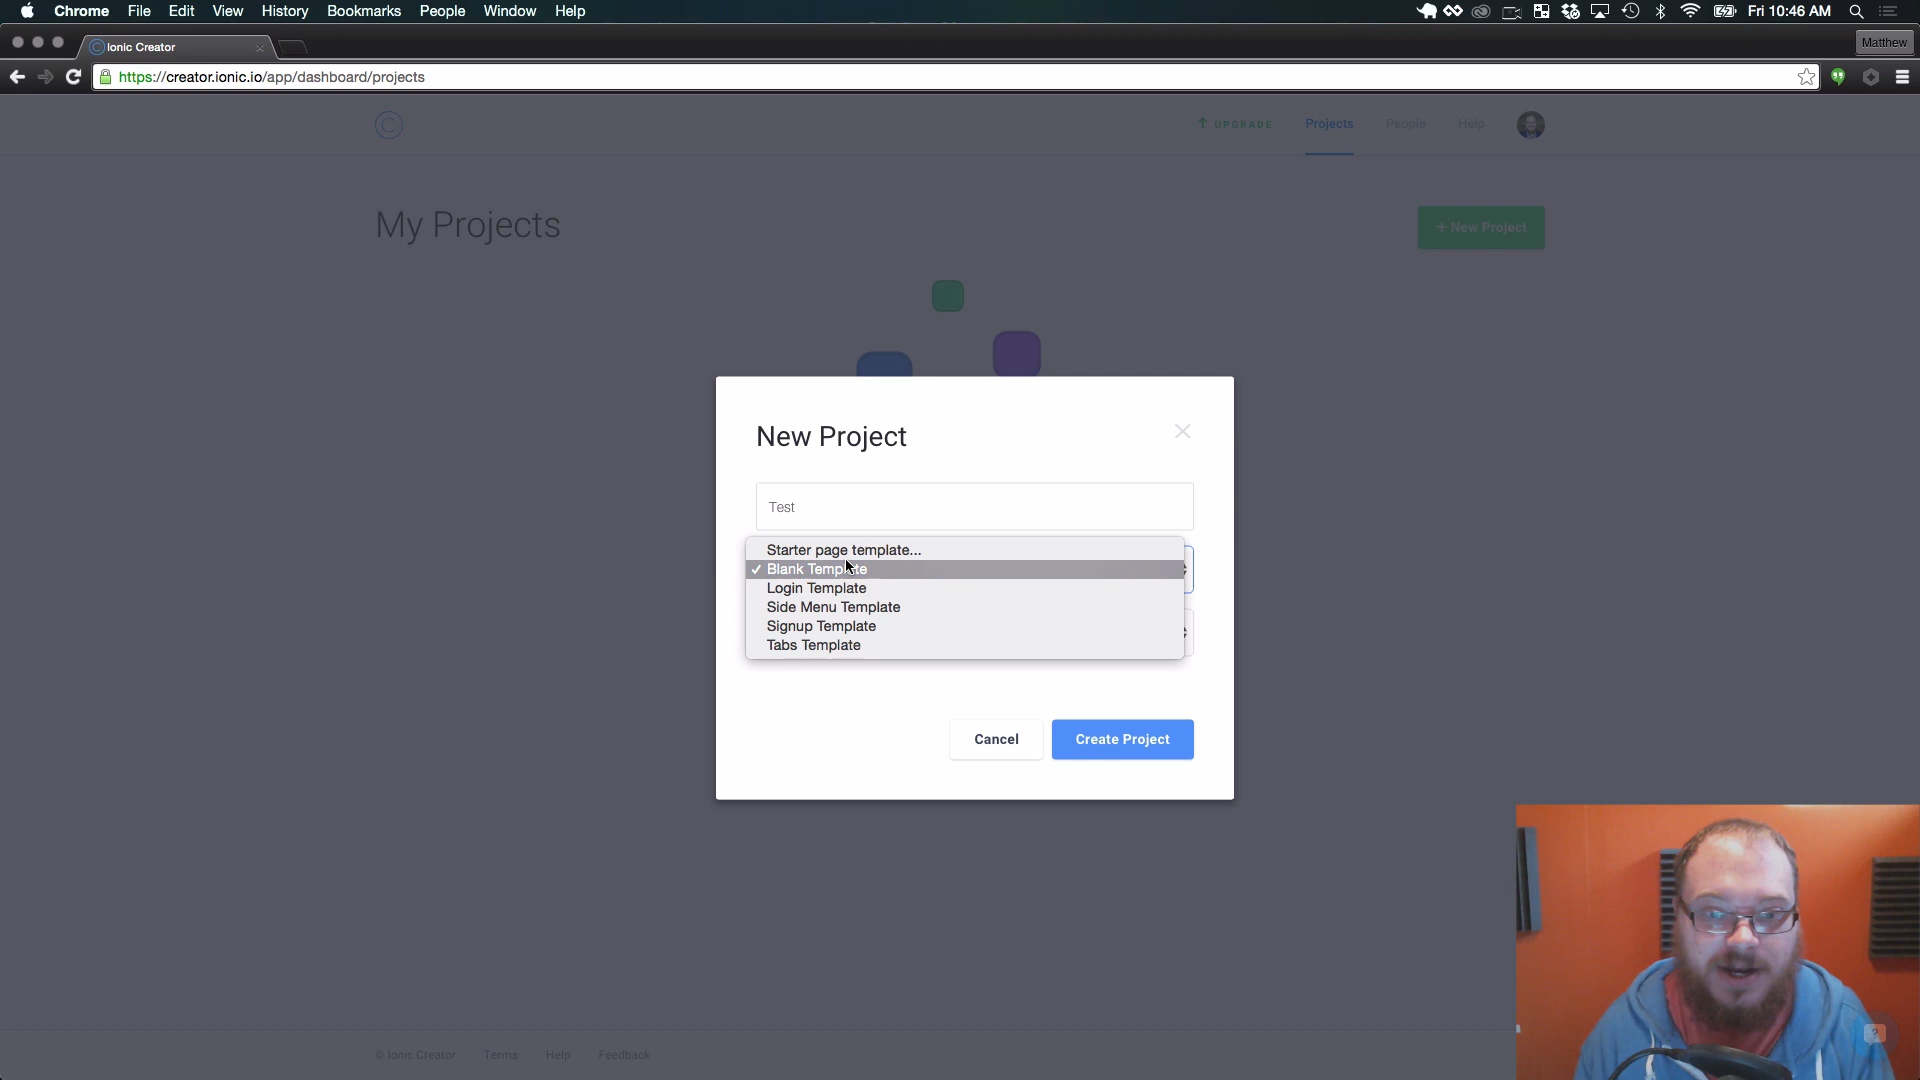 Chrome File Edit View History Bookmarks People Window Help Fri 10:46 AM
Ionic Creator Matthew
https://creator.ionic.io/app/dashboard/projects
UPGRADE Projects People Help
My Projects
+ New Project
New Project
Test
Starter page template...
✓ Blank Template
Login Template
Side Menu Template
Signup Template
Tabs Template
Cancel Create Project
© Ionic Creator Terms Help Feedback
?